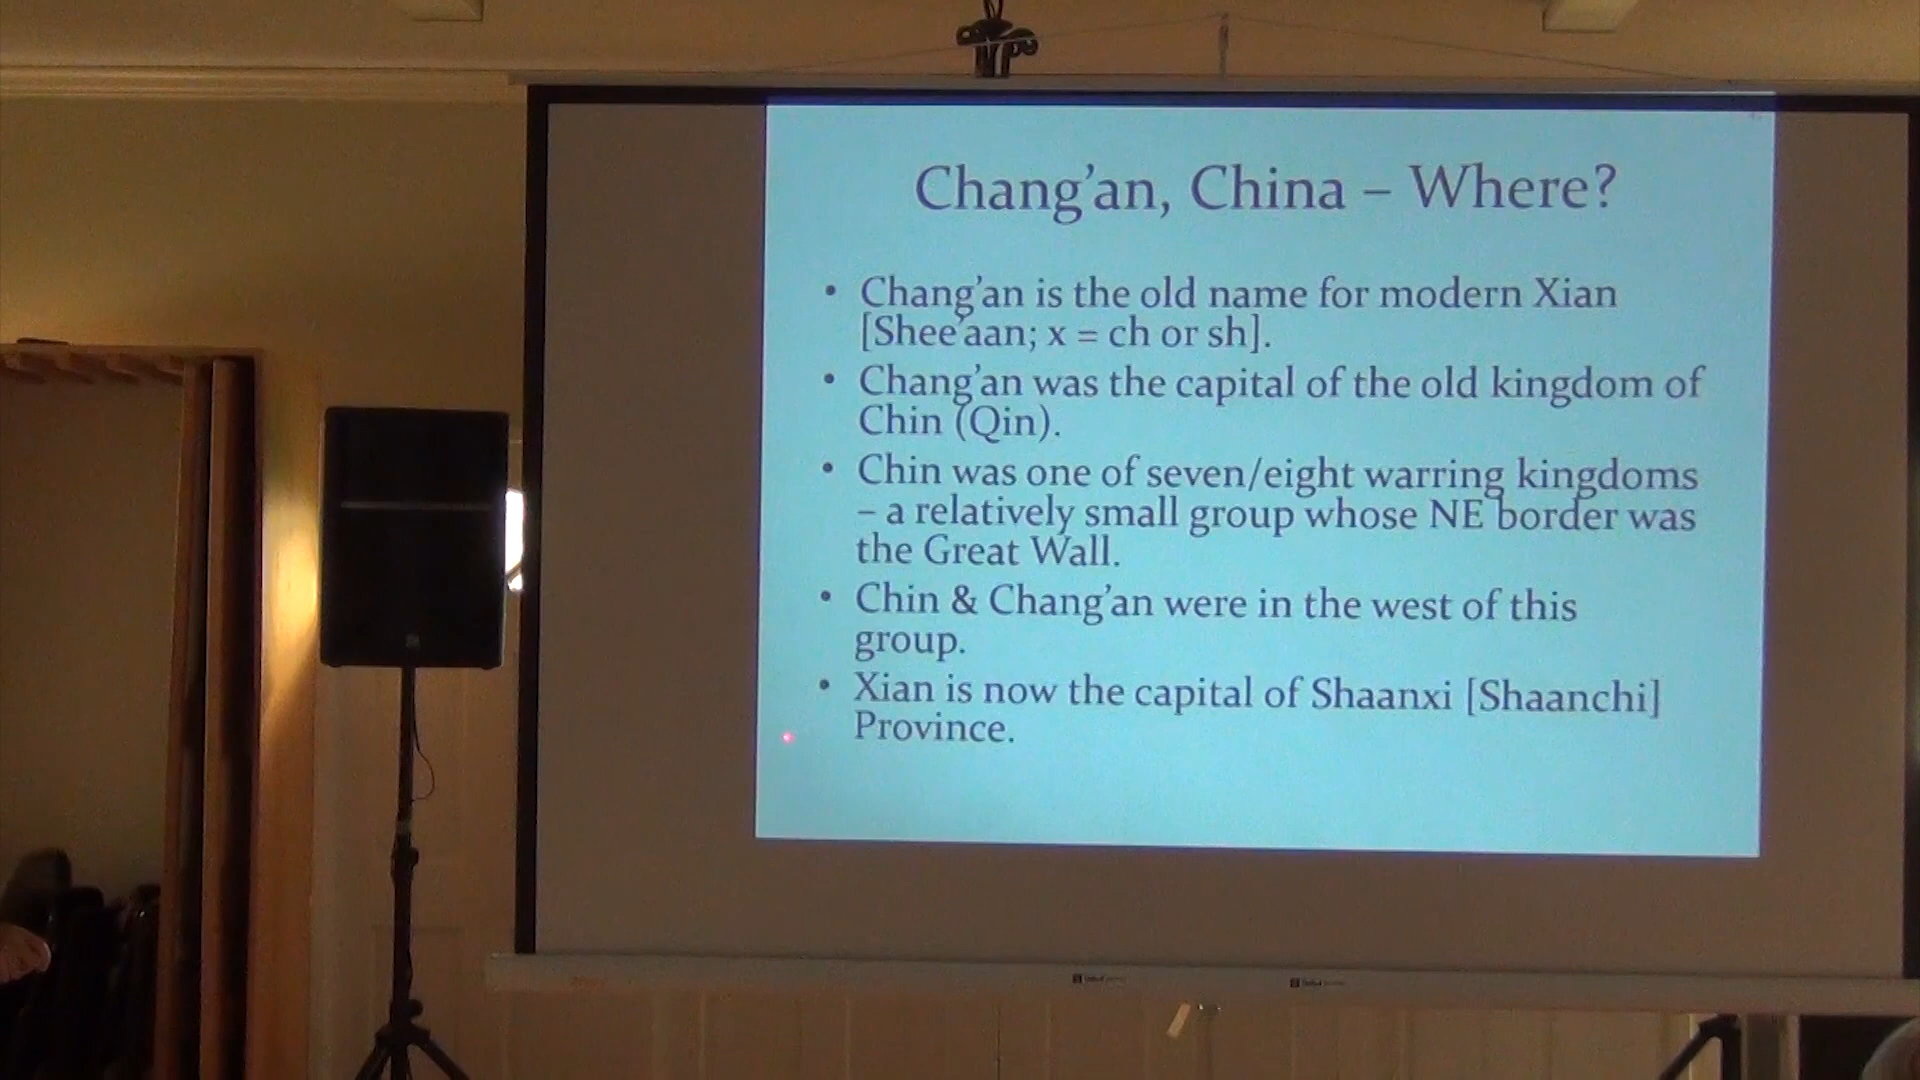 Chang’an, China – Where?
• Chang’an is the old name for modern Xian
[Shee’aan; x = ch or sh].
• Chang’an was the capital of the old kingdom of
Chin (Qin).
• Chin was one of seven/eight warring kingdoms
– a relatively small group whose NE border was
the Great Wall.
• Chin & Chang’an were in the west of this
group.
• Xian is now the capital of Shaanxi [Shaanchi]
Province.